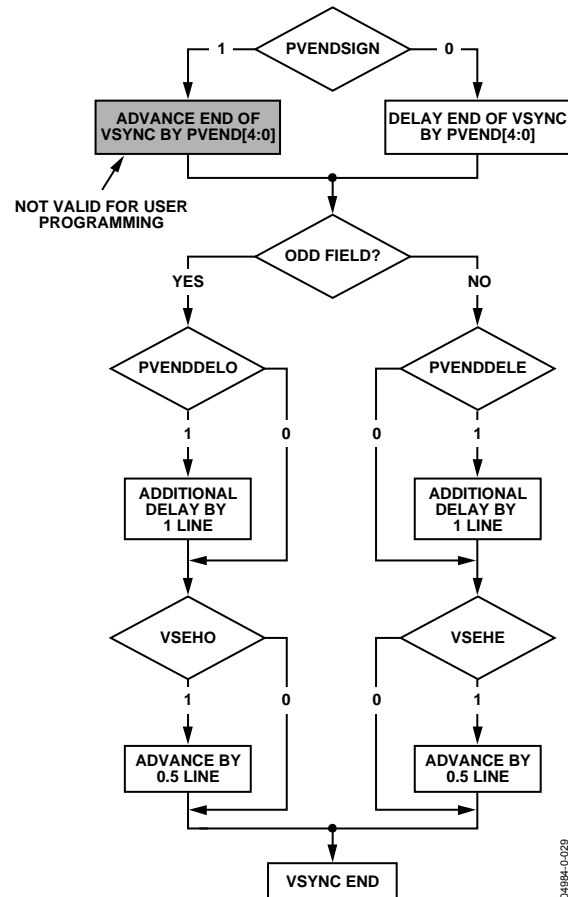 PVENDSIGN
1
0
ADVANCE END OF
VSYNC BY PVEND[4:0]
DELAY END OF VSYNC
BY PVEND[4:0]
NOT VALID FOR USER
PROGRAMMING
ODD FIELD?
YES
NO
PVENDDELO
PVENDDELE
1
0
0
1
ADDITIONAL
DELAY BY
1 LINE
ADDITIONAL
DELAY BY
1 LINE
VSEHO
VSEHE
1
0
0
1
ADVANCE BY
0.5 LINE
ADVANCE BY
0.5 LINE
VSYNC END
04984-0-029